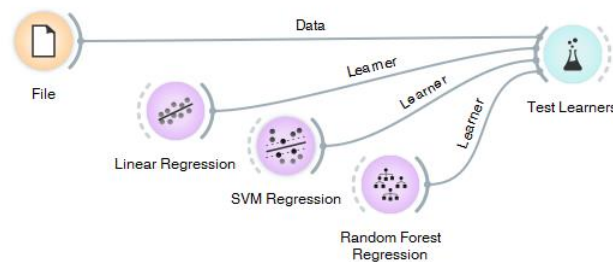 Data
File
Learner
Learner
Learner
Test Learners
Linear Regression
SVM Regression
Random Forest
Regression